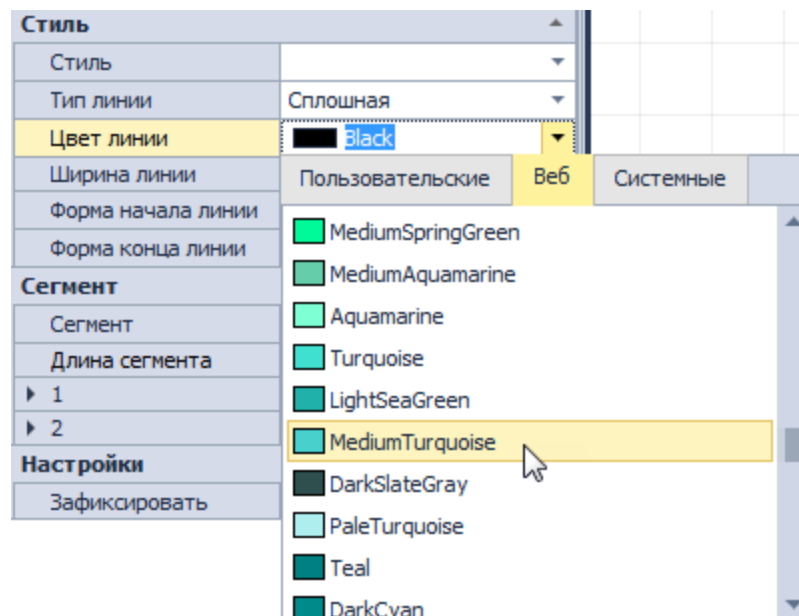 Стиль
Стиль
Тип линии Сплошная
Цвет линии Black
Ширина линии
Форма начала линии
Форма конца линии
Сегмент
Сегмент
Длина сегмента
1
2
Настройки
Зафиксировать
Пользовательские Веб Системные
MediumSpringGreen
MediumAquamarine
Aquamarine
Turquoise
LightSeaGreen
MediumTurquoise
DarkSlateGray
PaleTurquoise
Teal
DarkCyan